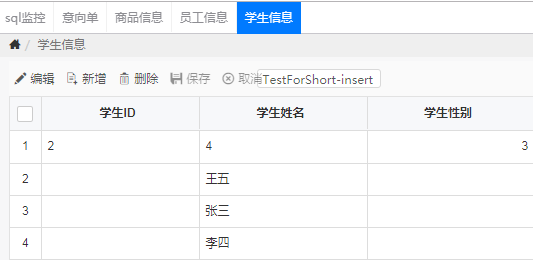 sql监控 意向单 商品信息 员工信息 学生信息
/ 学生信息
编辑 新增 删除 保存 取消 TestForShort-insert
学生ID 学生姓名 学生性别
1 2 4 3
2 王五
3 张三
4 李四